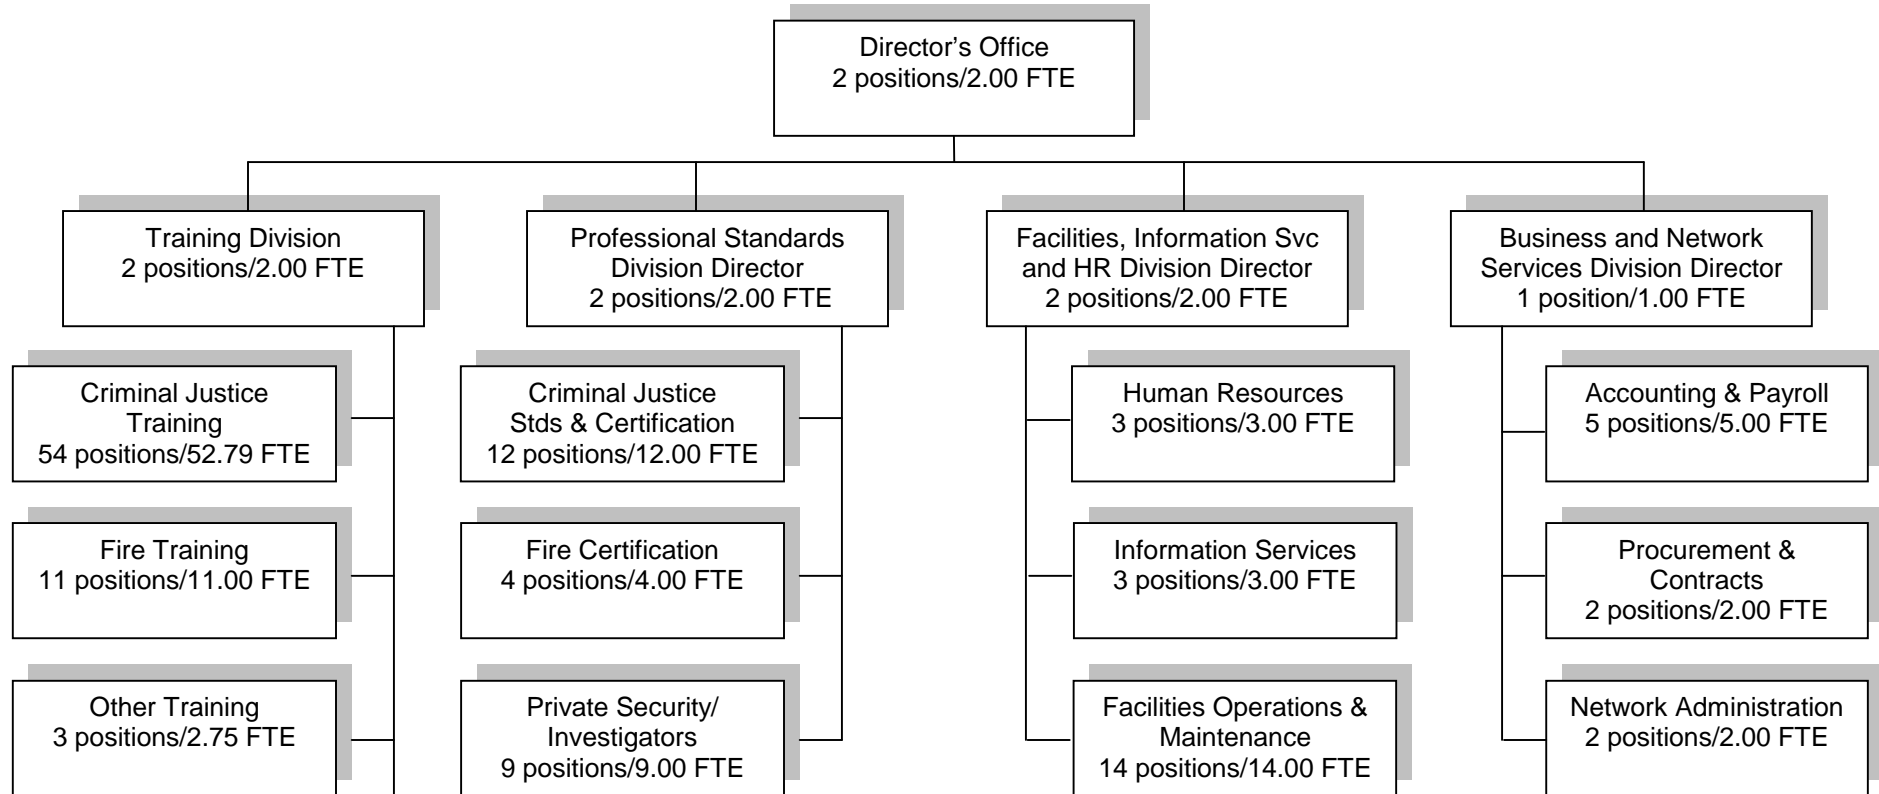 Director’s Office
2 positions/2.00 FTE
Training Division
2 positions/2.00 FTE
Professional Standards
Division Director
2 positions/2.00 FTE
Facilities, Information Svc
and HR Division Director
2 positions/2.00 FTE
Business and Network
Services Division Director
1 position/1.00 FTE
Criminal Justice
Training
54 positions/52.79 FTE
Criminal Justice
Stds & Certification
12 positions/12.00 FTE
Human Resources
3 positions/3.00 FTE
Accounting & Payroll
5 positions/5.00 FTE
Fire Training
11 positions/11.00 FTE
Fire Certification
4 positions/4.00 FTE
Information Services
3 positions/3.00 FTE
Procurement &
Contracts
2 positions/2.00 FTE
Other Training
3 positions/2.75 FTE
Private Security/
Investigators
9 positions/9.00 FTE
Facilities Operations &
Maintenance
14 positions/14.00 FTE
Network Administration
2 positions/2.00 FTE